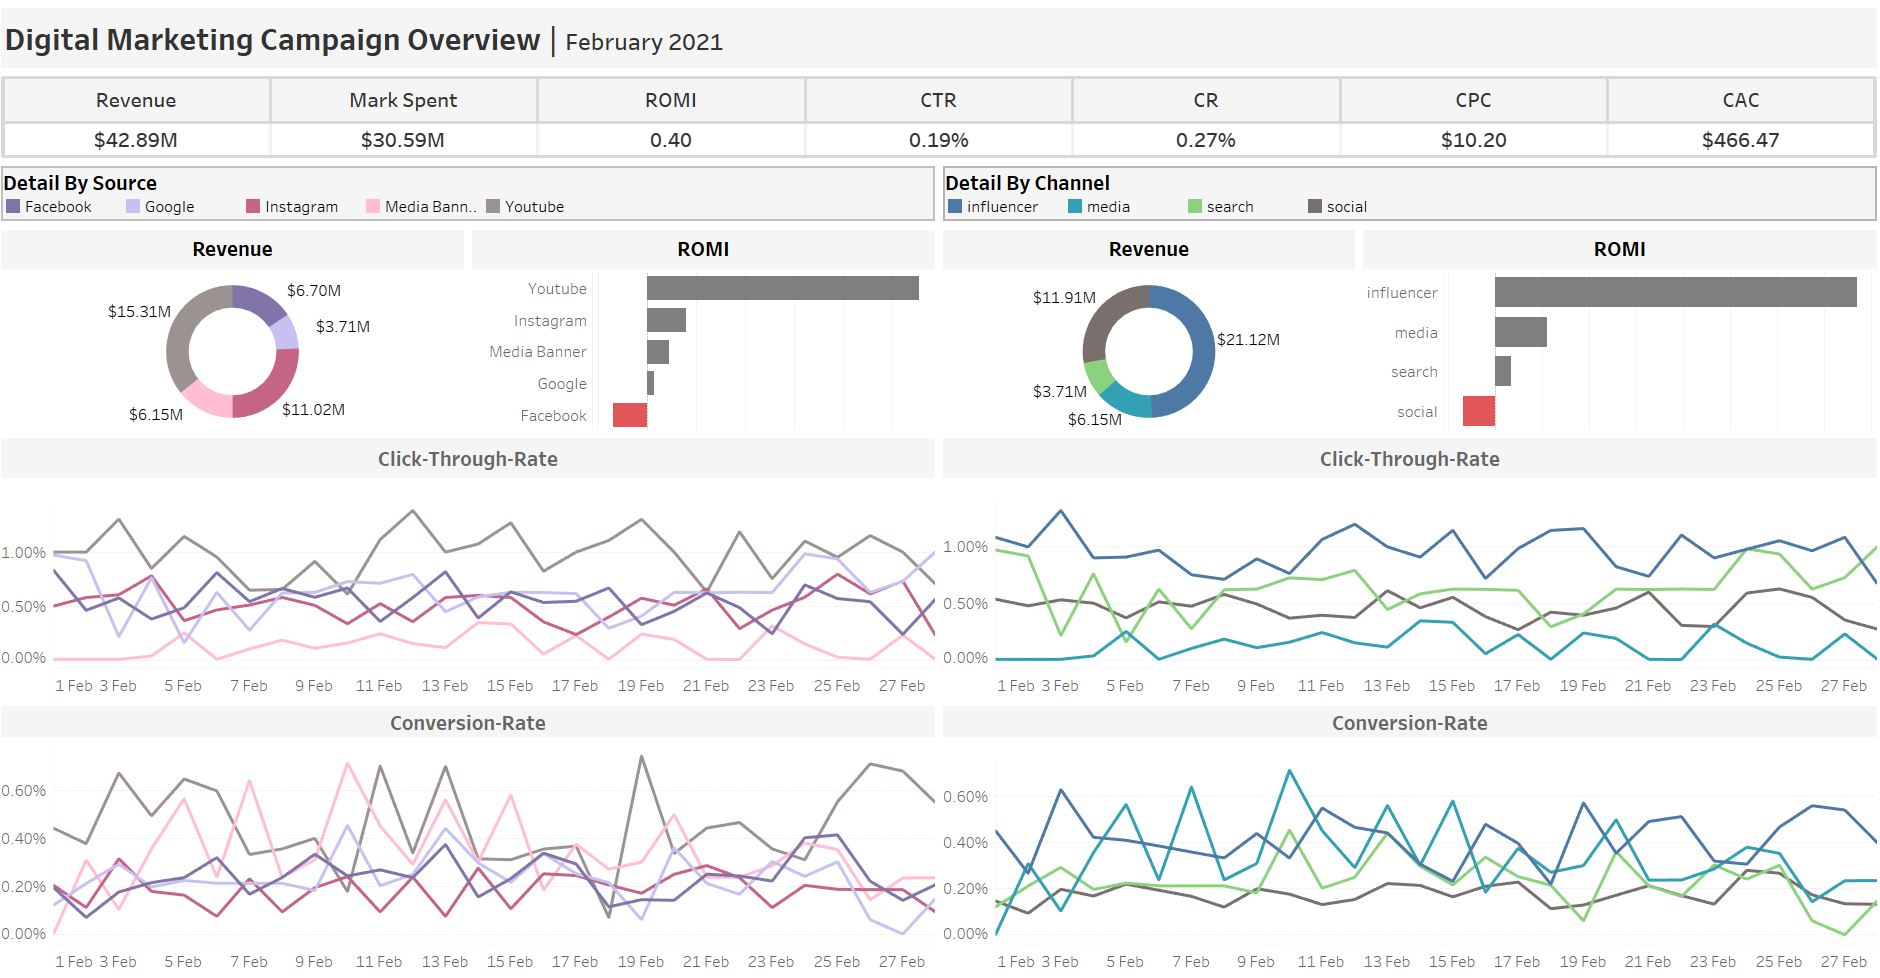 Digital Marketing Campaign Overview | February 2021
Revenue Mark Spent ROMI CTR CR CPC CAC
$42.89M $30.59M 0.40 0.19% 0.27% $10.20 $466.47
Detail By Source
Facebook Google Instagram Media Bann.. Youtube
Detail By Channel
influencer media search social
Revenue
$6.70M
$15.31M
$3.71M
$11.02M
$6.15M
ROMI
Youtube
Instagram
Media Banner
Google
Facebook
Revenue
$11.91M
$21.12M
$3.71M
$6.15M
ROMI
influencer
media
search
social
Click-Through-Rate
1.00%
0.50%
0.00%
1 Feb 3 Feb 5 Feb 7 Feb 9 Feb 11 Feb 13 Feb 15 Feb 17 Feb 19 Feb 21 Feb 23 Feb 25 Feb 27 Feb
Click-Through-Rate
1.00%
0.50%
0.00%
1 Feb 3 Feb 5 Feb 7 Feb 9 Feb 11 Feb 13 Feb 15 Feb 17 Feb 19 Feb 21 Feb 23 Feb 25 Feb 27 Feb
Conversion-Rate
0.60%
0.40%
0.20%
0.00%
1 Feb 3 Feb 5 Feb 7 Feb 9 Feb 11 Feb 13 Feb 15 Feb 17 Feb 19 Feb 21 Feb 23 Feb 25 Feb 27 Feb
Conversion-Rate
0.60%
0.40%
0.20%
0.00%
1 Feb 3 Feb 5 Feb 7 Feb 9 Feb 11 Feb 13 Feb 15 Feb 17 Feb 19 Feb 21 Feb 23 Feb 25 Feb 27 Feb